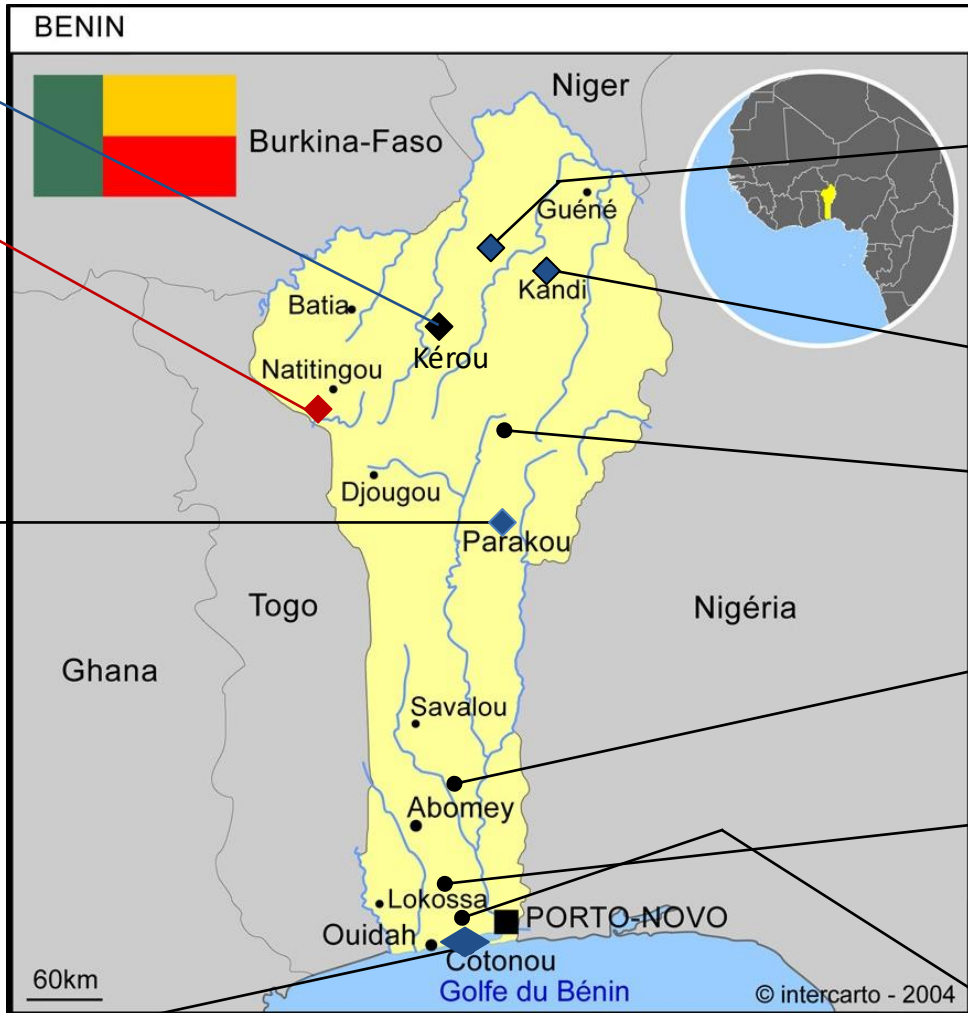 BENIN
Niger
Burkina-Faso
Guéné
Kandi
Batia
Kérou
Natitingou
Djougou
Parakou
Togo
Nigéria
Ghana
Savalou
Abomey
Lokossa
PORTO-NOVO
Ouidah
Cotonou
60km
Golfe du Bénin
© intercarto - 2004